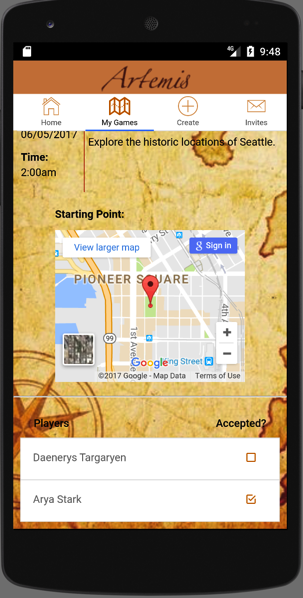 4G 9:48
Artemis
Home My Games Create Invites
06/05/2017
Explore the historic locations of Seattle.
Time:
2:00am
Starting Point:
View larger map
g Sign in
PIONEER SQUARE
4th
99
1st Avenue
+
−
Google
King Street
©2017 Google - Map Data Terms of Use
Players Accepted?
Daenerys Targaryen
Arya Stark